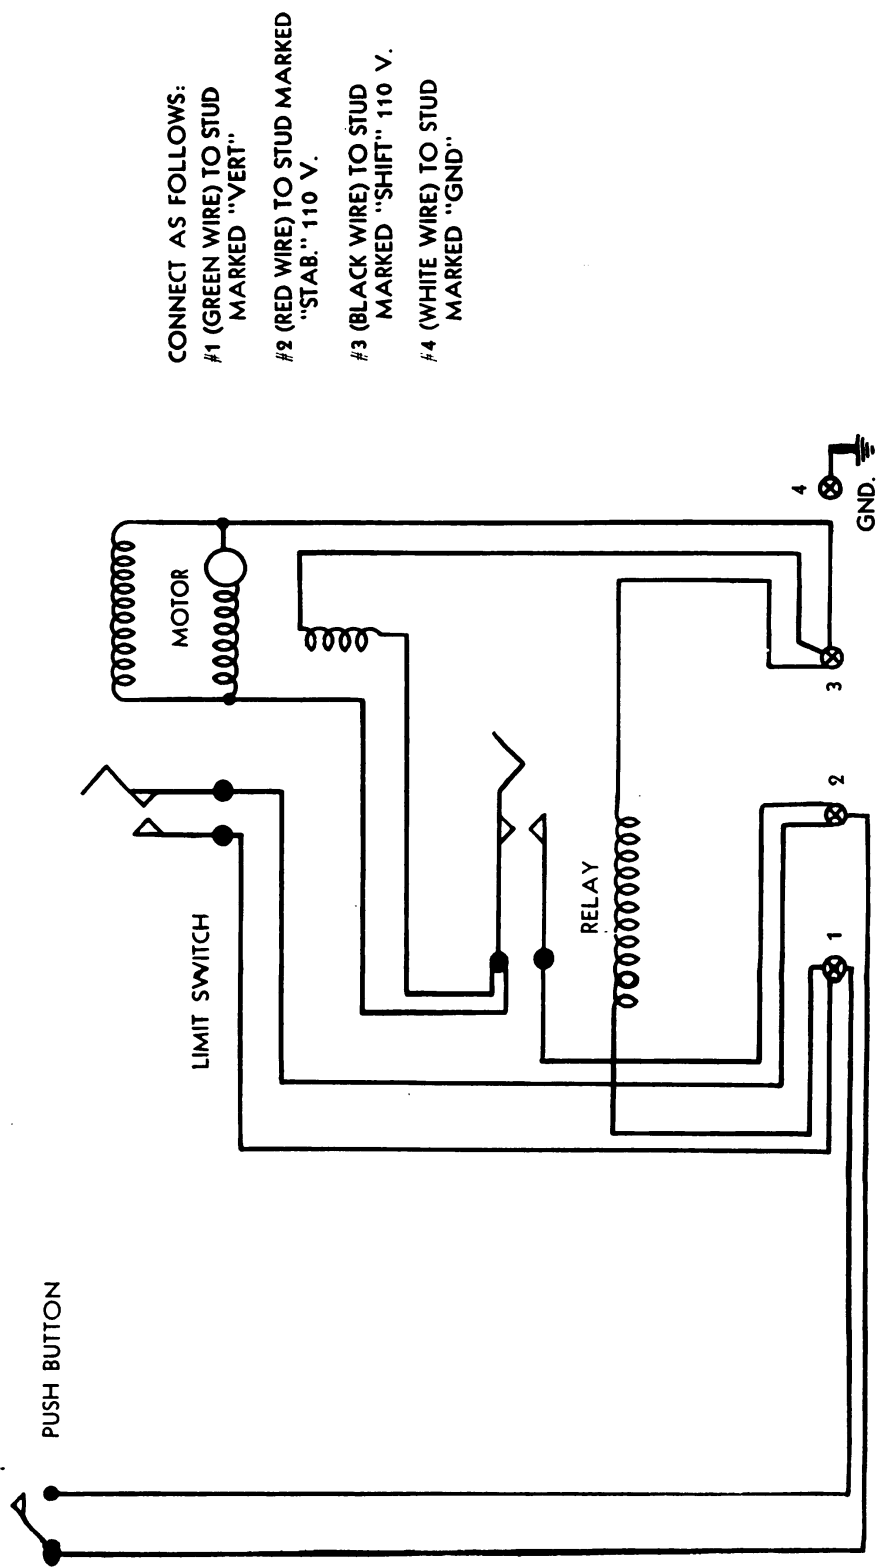 CONNECT AS FOLLOWS:
#1 (GREEN WIRE) TO STUD
MARKED "VERT"
#2 (RED WIRE) TO STUD MARKED
"STAB." 110 V.
#3 (BLACK WIRE) TO STUD
MARKED "SHIFT" 110 V.
#4 (WHITE WIRE) TO STUD
MARKED "GND"
PUSH BUTTON
LIMIT SWITCH
MOTOR
RELAY
1
2
3
4
GND.